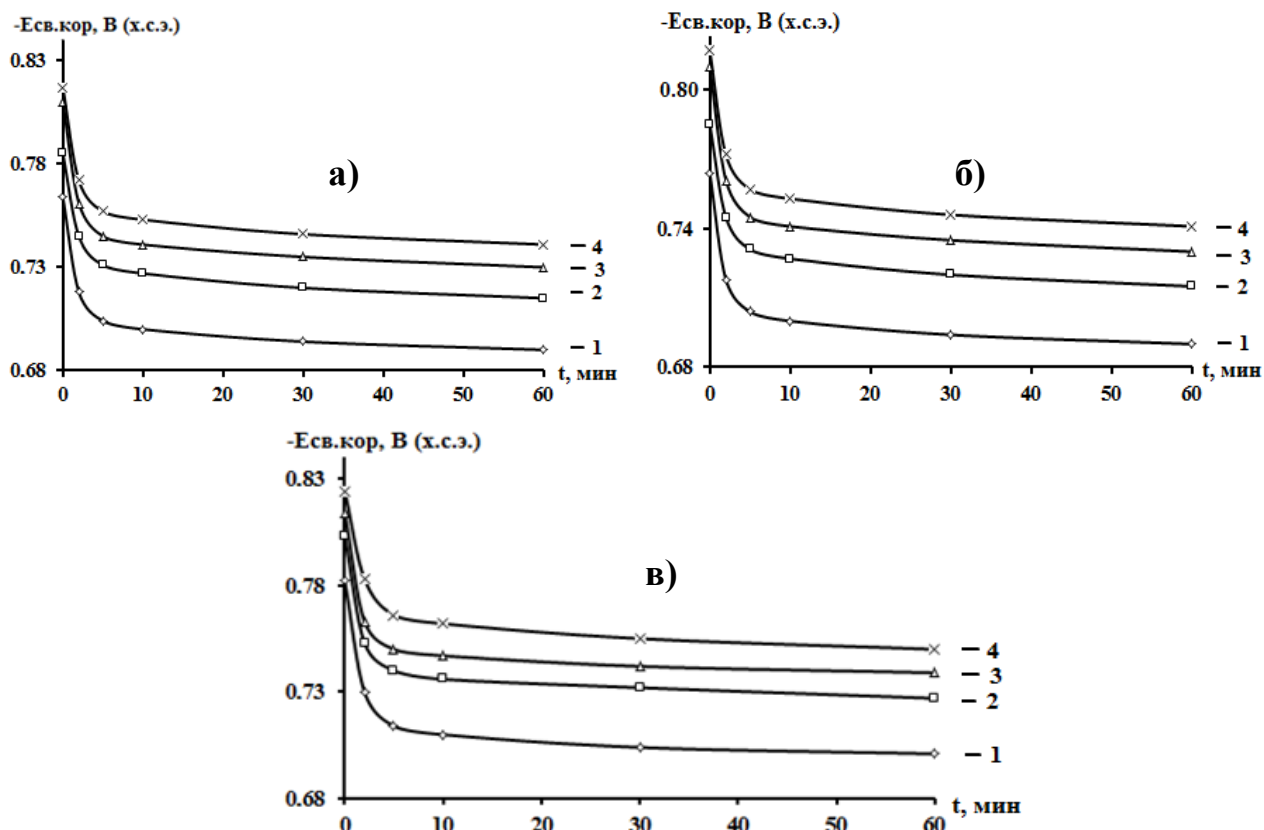 -Eсв.кор, В (х.с.э.)
0.83
0.78
0.73
0.68
а)
– 4
– 3
– 2
– 1
t, мин
0 10 20 30 40 50 60
-Eсв.кор, В (х.с.э.)
0.80
0.74
0.68
б)
– 4
– 3
– 2
– 1
t, мин
0 10 20 30 40 50 60
-Eсв.кор, В (х.с.э.)
0.83
0.78
0.73
0.68
в)
– 4
– 3
– 2
– 1
t, мин
0 10 20 30 40 50 60